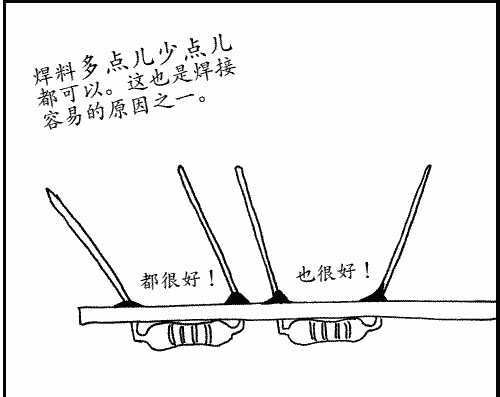 焊料多点儿少点儿
都可以。这也是焊接
容易的原因之一。
都很好！
也很好！